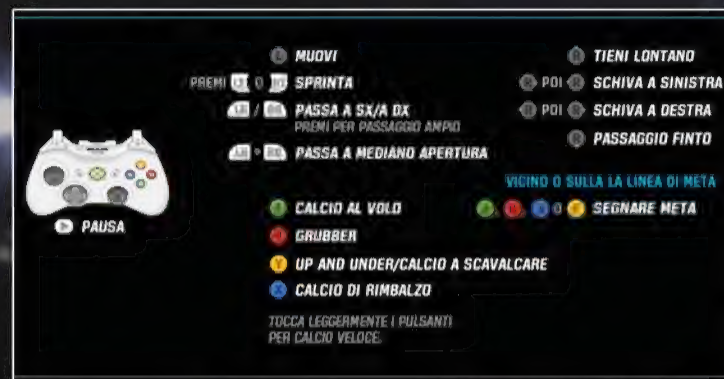 L MUOVI
PREMI LT O RT SPRINTA
LB / RB PASSA A SX/A DX
PREMI PER PASSAGGIO AMPIO
LB + RB PASSA A MEDIANO APERTURA
PAUSA
A CALCIO AL VOLO
B GRUBBER
Y UP AND UNDER/CALCIO A SCAVALCARE
X CALCIO DI RIMBALZO
TOCCA LEGGERMENTE I PULSANTI
PER CALCIO VELOCE.
R TIENI LONTANO
R POI R SCHIVA A SINISTRA
R POI R SCHIVA A DESTRA
R PASSAGGIO FINTO
VICINO O SULLA LA LINEA DI META
A, B, X O Y SEGNARE META